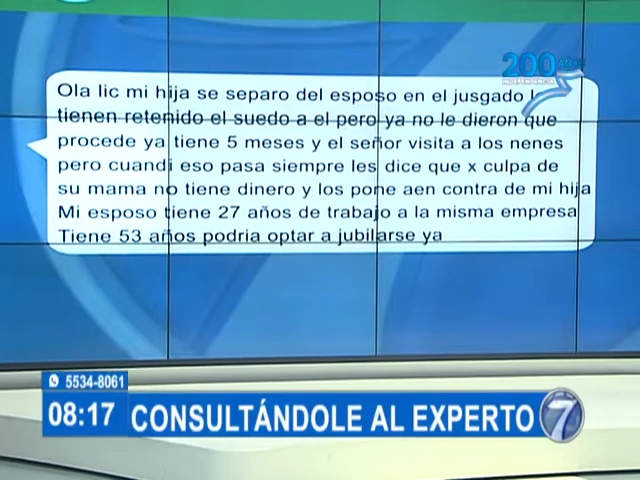 200 AÑOS
INDEPENDENCIA
Ola lic mi hija se separo del esposo en el jusgado
tienen retenido el suedo a el pero ya no le dieron que
procede ya tiene 5 meses y el señor visita a los nenes
pero cuandi eso pasa siempre les dice que x culpa de
su mama no tiene dinero y los pone aen contra de mi hija
Mi esposo tiene 27 años de trabajo a la misma empresa
Tiene 53 años podria optar a jubilarse ya
5534-8061
08:17 CONSULTÁNDOLE AL EXPERTO 7